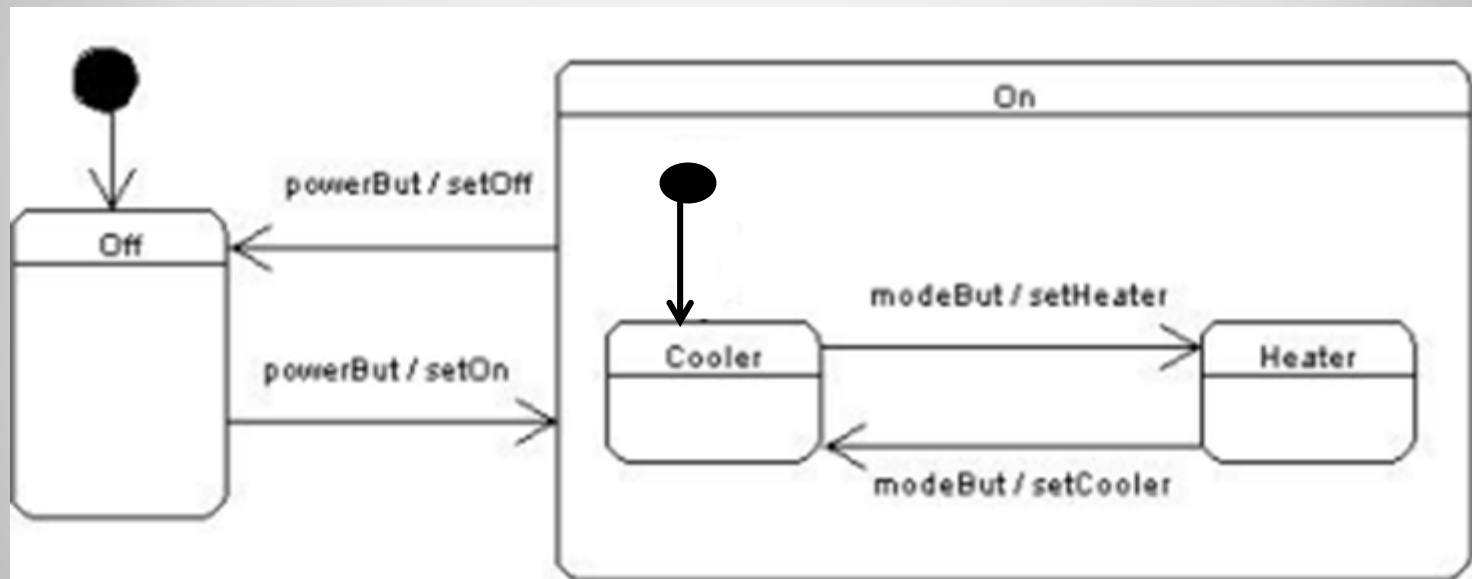 On
powerBut / setOff
Off
modeBut / setHeater
Cooler
Heater
powerBut / setOn
modeBut / setCooler